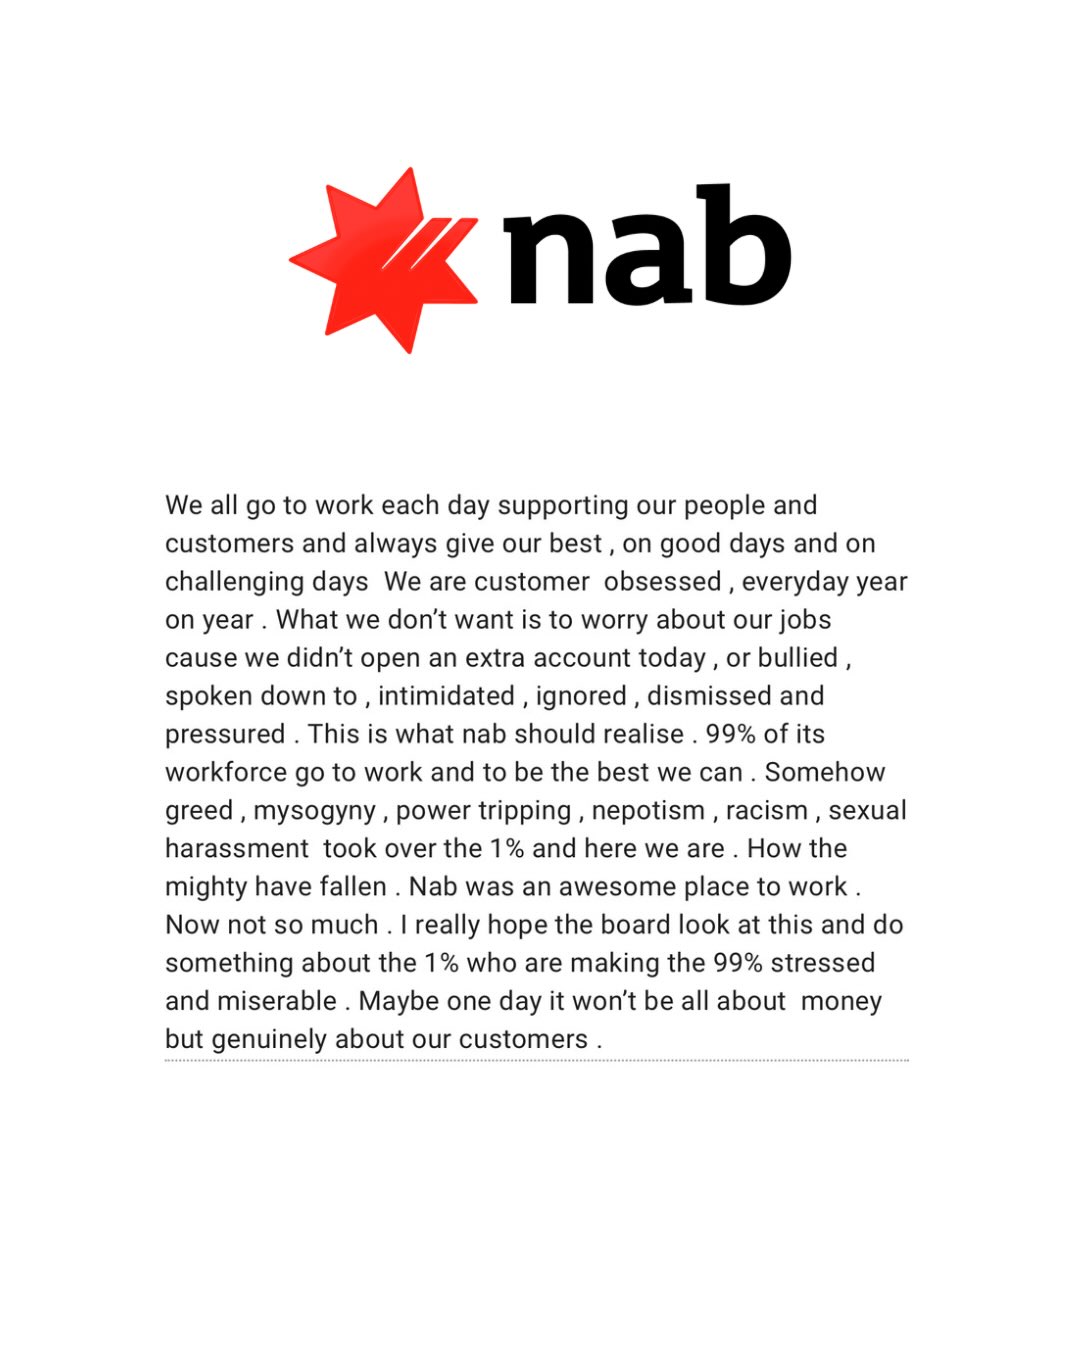 nab
We all go to work each day supporting our people and
customers and always give our best , on good days and on
challenging days  We are customer  obsessed , everyday year
on year . What we don’t want is to worry about our jobs
cause we didn’t open an extra account today , or bullied ,
spoken down to , intimidated , ignored , dismissed and
pressured . This is what nab should realise . 99% of its
workforce go to work and to be the best we can . Somehow
greed , mysogyny , power tripping , nepotism , racism , sexual
harassment  took over the 1% and here we are . How the
mighty have fallen . Nab was an awesome place to work .
Now not so much . I really hope the board look at this and do
something about the 1% who are making the 99% stressed
and miserable . Maybe one day it won’t be all about  money
but genuinely about our customers .